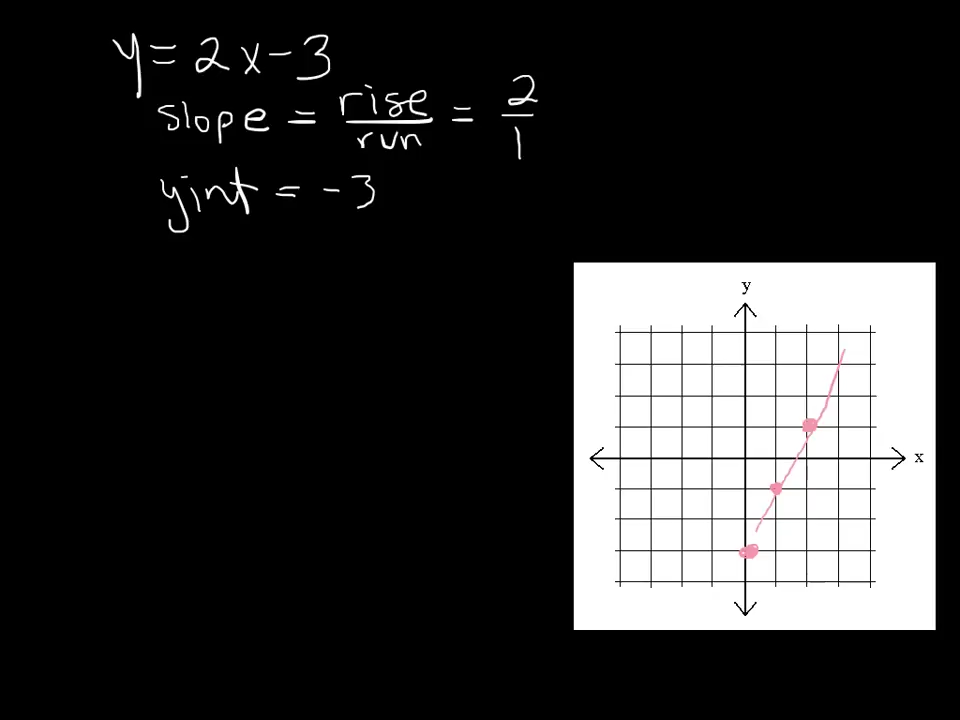 y = 2x - 3
slope = rise/run = 2/1
yint = -3
y
x